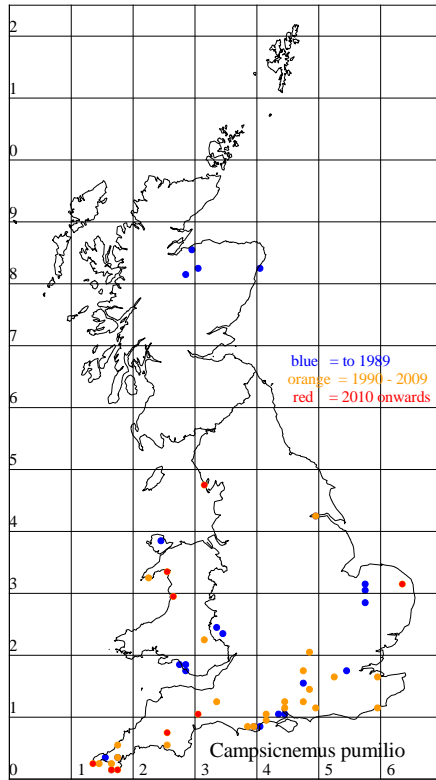 2
1
0
9
8
7
blue = to 1989
orange = 1990 - 2009
red = 2010 onwards
6
5
4
3
2
1
Campsicnemus pumilio
0 1 2 3 4 5 6